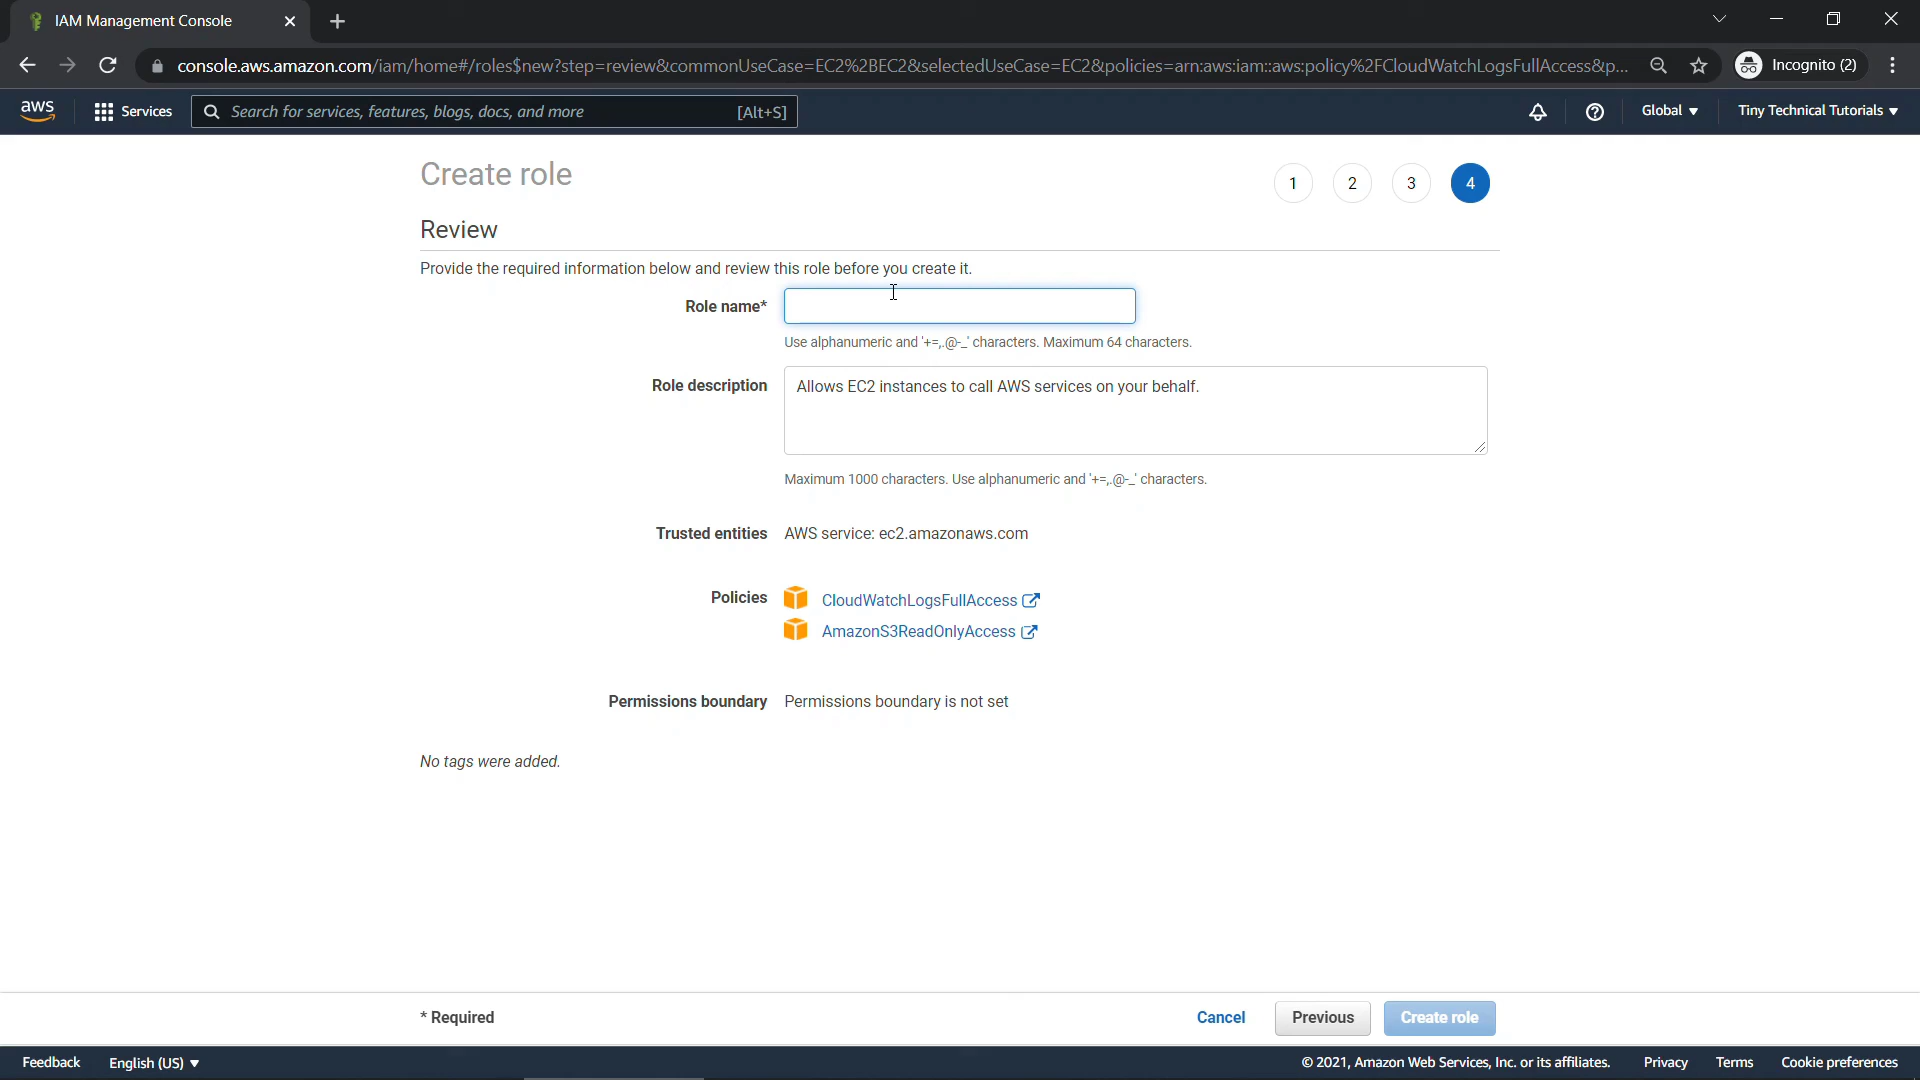 IAM Management Console
console.aws.amazon.com/iam/home#/roles$new?step=review&commonUseCase=EC2%2BEC2&selectedUseCase=EC2&policies=arn:aws:iam::aws:policy%2FCloudWatchLogsFullAccess&p...
Incognito (2)
aws
Services
Search for services, features, blogs, docs, and more
[Alt+S]
Global
Tiny Technical Tutorials
Create role
1
2
3
4
Review
Provide the required information below and review this role before you create it.
Role name*
Use alphanumeric and '+=,.@-_' characters. Maximum 64 characters.
Role description
Allows EC2 instances to call AWS services on your behalf.
Maximum 1000 characters. Use alphanumeric and '+=,.@-_' characters.
Trusted entities
AWS service: ec2.amazonaws.com
Policies
CloudWatchLogsFullAccess
AmazonS3ReadOnlyAccess
Permissions boundary
Permissions boundary is not set
No tags were added.
* Required
Cancel
Previous
Create role
Feedback
English (US)
© 2021, Amazon Web Services, Inc. or its affiliates.
Privacy
Terms
Cookie preferences